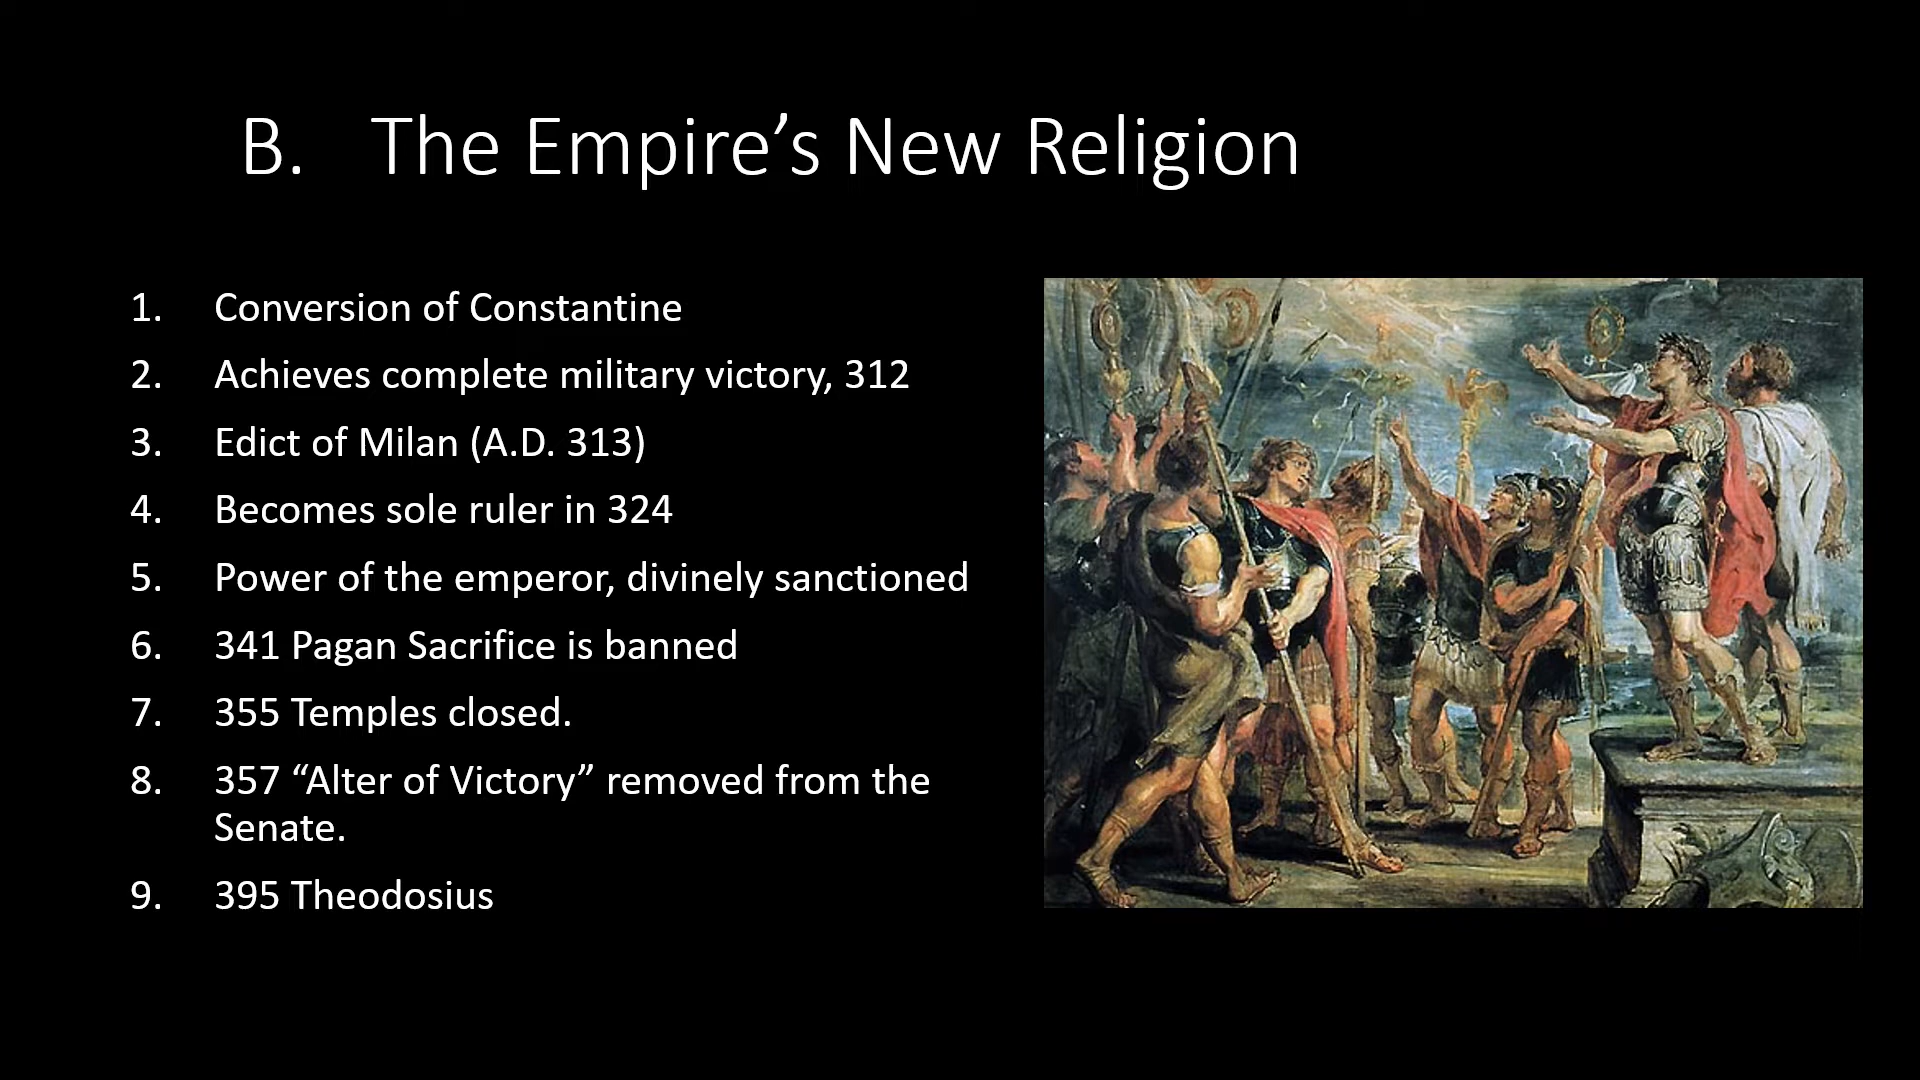 B. The Empire’s New Religion
1. Conversion of Constantine
2. Achieves complete military victory, 312
3. Edict of Milan (A.D. 313)
4. Becomes sole ruler in 324
5. Power of the emperor, divinely sanctioned
6. 341 Pagan Sacrifice is banned
7. 355 Temples closed.
8. 357 “Alter of Victory” removed from the
Senate.
9. 395 Theodosius